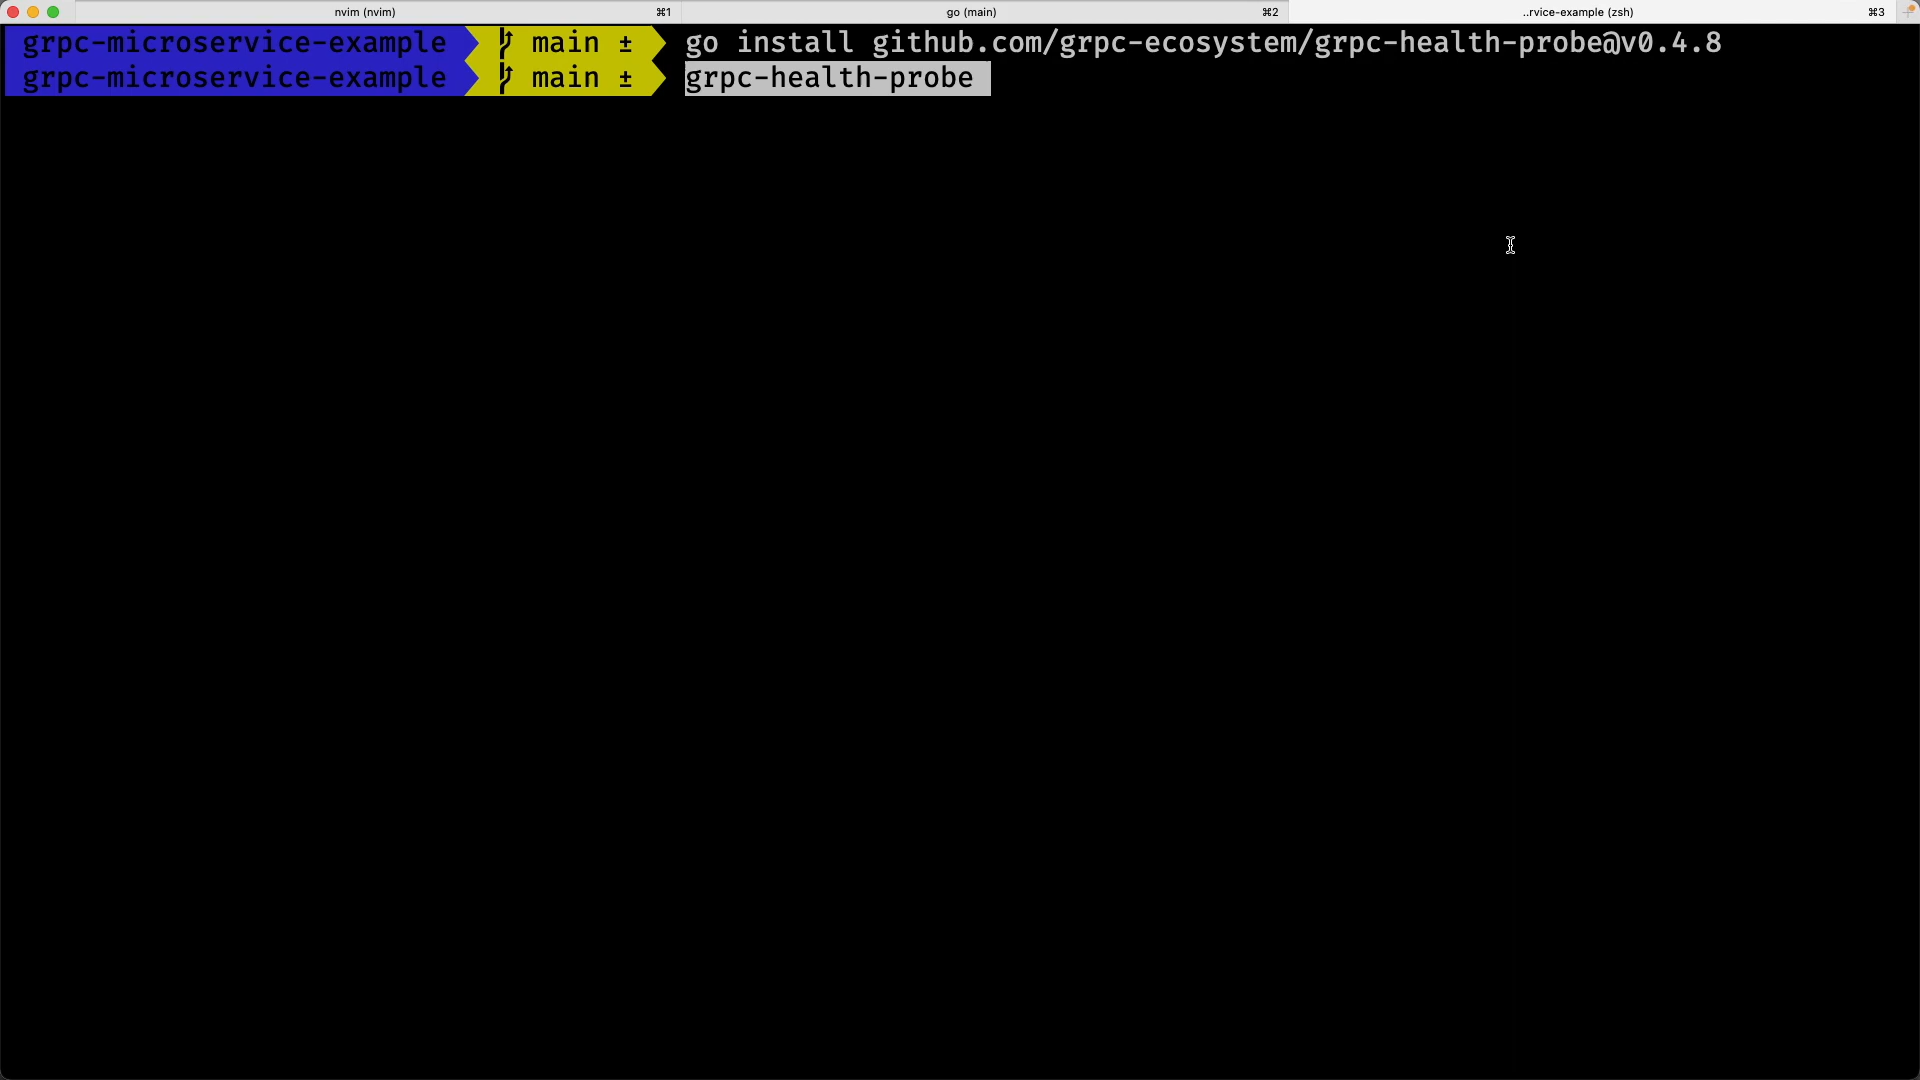 nvim (nvim) ⌘1 go (main) ⌘2 ..rvice-example (zsh) ⌘3
grpc-microservice-example main ± go install github.com/grpc-ecosystem/grpc-health-probe@v0.4.8
grpc-microservice-example main ± grpc-health-probe